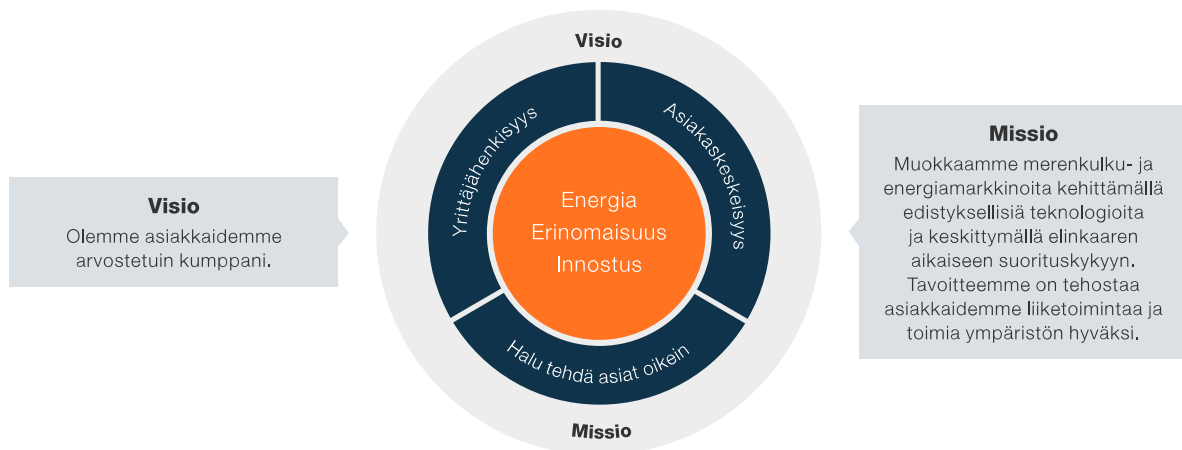 Visio
Olemme asiakkaidemme
arvostetuin kumppani.
Visio
Yrittäjähenkisyys
Asiakaskeskeisyys
Energia
Erinomaisuus
Innostus
Halu tehdä asiat oikein
Missio
Missio
Muokkaamme merenkulku- ja
energiamarkkinoita kehittämällä
edistyksellisiä teknologioita
ja keskittymällä elinkaaren
aikaiseen suorituskykyyn.
Tavoitteemme on tehostaa
asiakkaidemme liiketoimintaa ja
toimia ympäristön hyväksi.